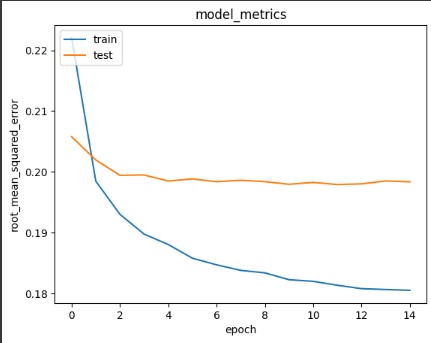 model_metrics
train
test
0.22
0.21
0.20
0.19
0.18
root_mean_squared_error
0
2
4
6
8
10
12
14
epoch